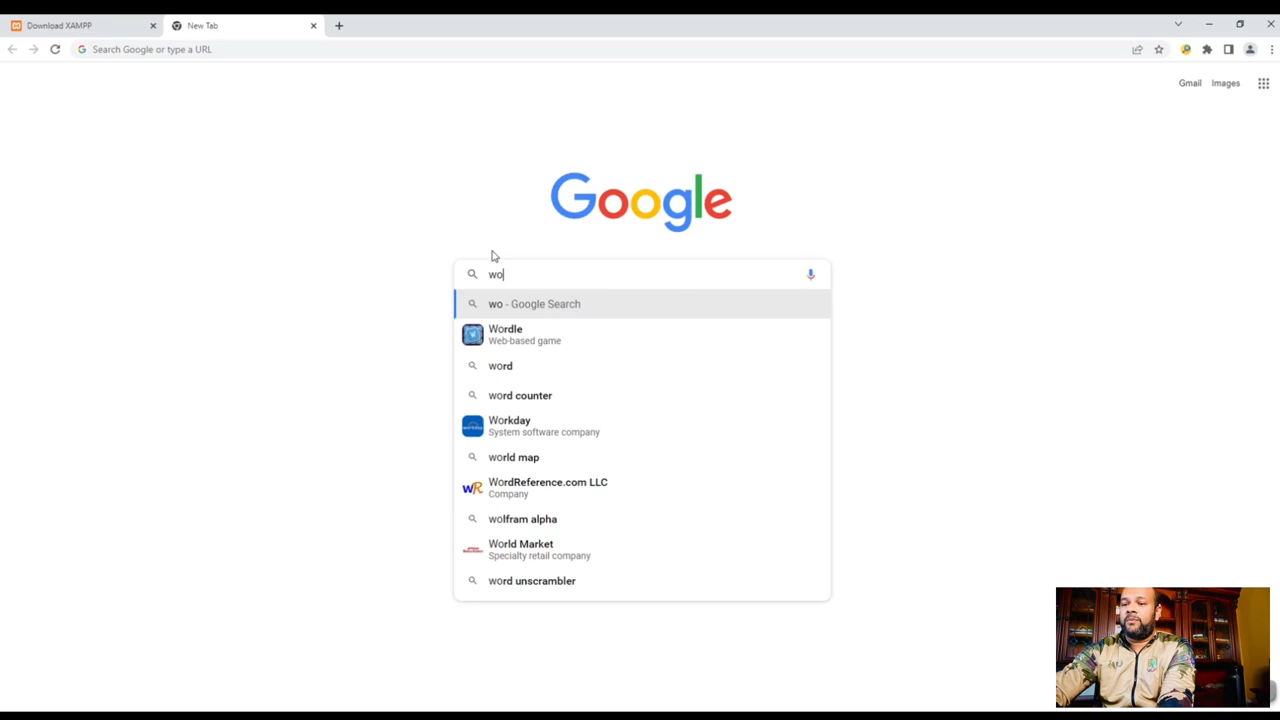 Download XAMPP
New Tab
Search Google or type a URL
Gmail
Images
Google
wo
wo - Google Search
Wordle
Web-based game
word
word counter
Workday
System software company
world map
WordReference.com LLC
Company
wolfram alpha
World Market
Specialty retail company
word unscrambler